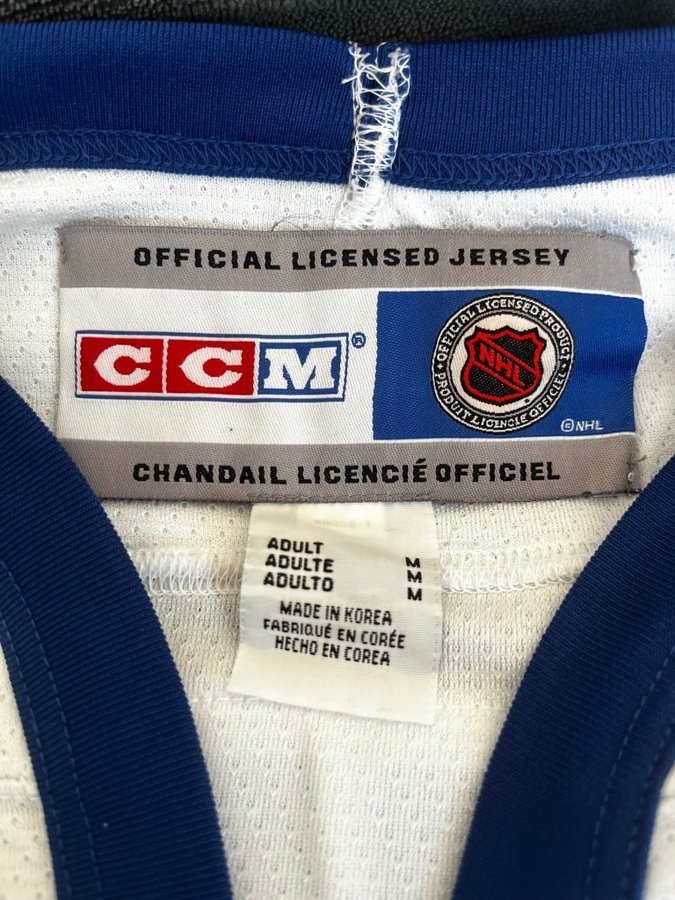 OFFICIAL LICENSED JERSEY
CCM®
OFFICIAL LICENSED PRODUCT
NHL
PRODUIT LICENCIÉ OFFICIEL
©NHL
CHANDAIL LICENCIÉ OFFICIEL
ADULT M
ADULTE M
ADULTO M
MADE IN KOREA
FABRIQUÉ EN CORÉE
HECHO EN COREA